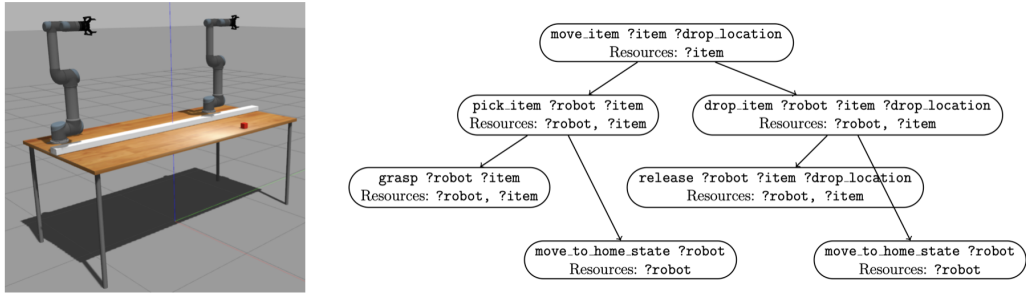 move_item ?item ?drop_location
Resources: ?item
pick_item ?robot ?item
Resources: ?robot, ?item
drop_item ?robot ?item ?drop_location
Resources: ?robot, ?item
grasp ?robot ?item
Resources: ?robot, ?item
release ?robot ?item ?drop_location
Resources: ?robot, ?item
move_to_home_state ?robot
Resources: ?robot
move_to_home_state ?robot
Resources: ?robot